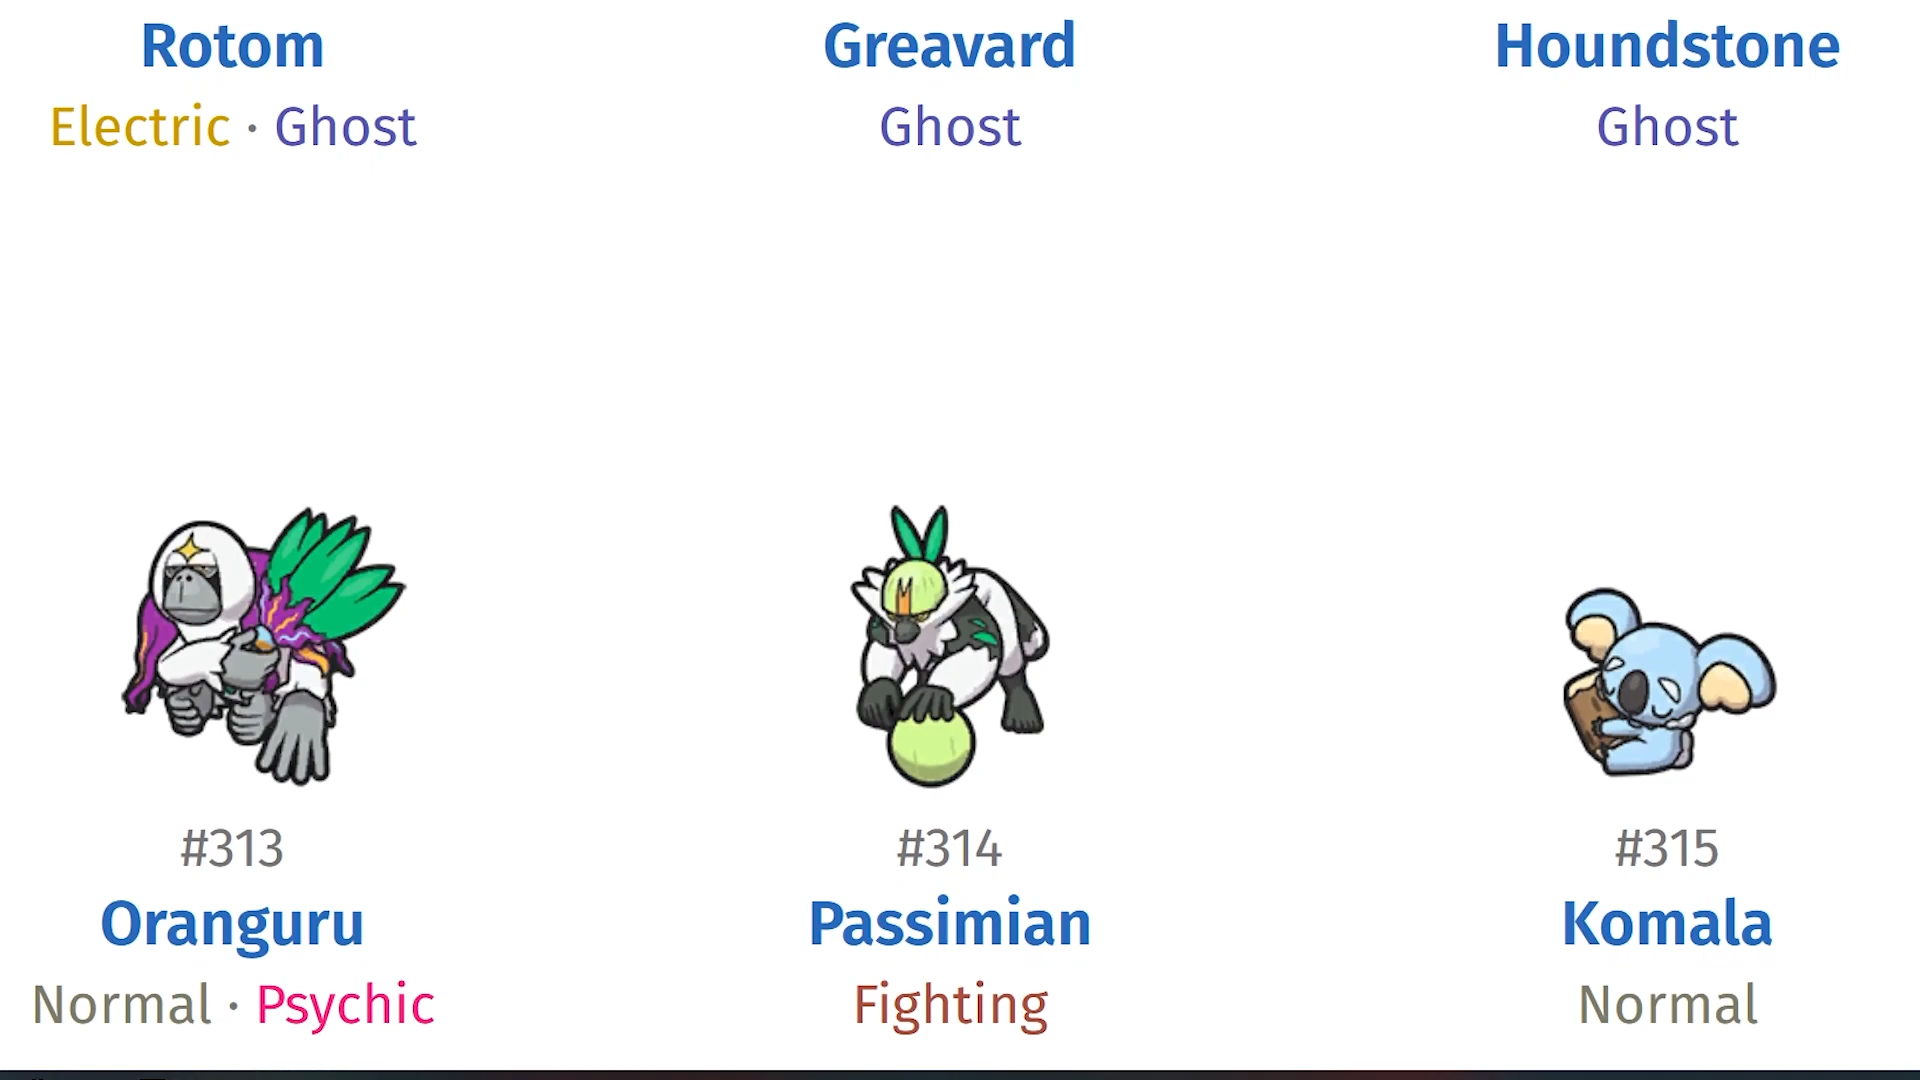 Rotom
Greavard
Houndstone
Electric · Ghost
Ghost
Ghost
#313
#314
#315
Oranguru
Passimian
Komala
Normal · Psychic
Fighting
Normal